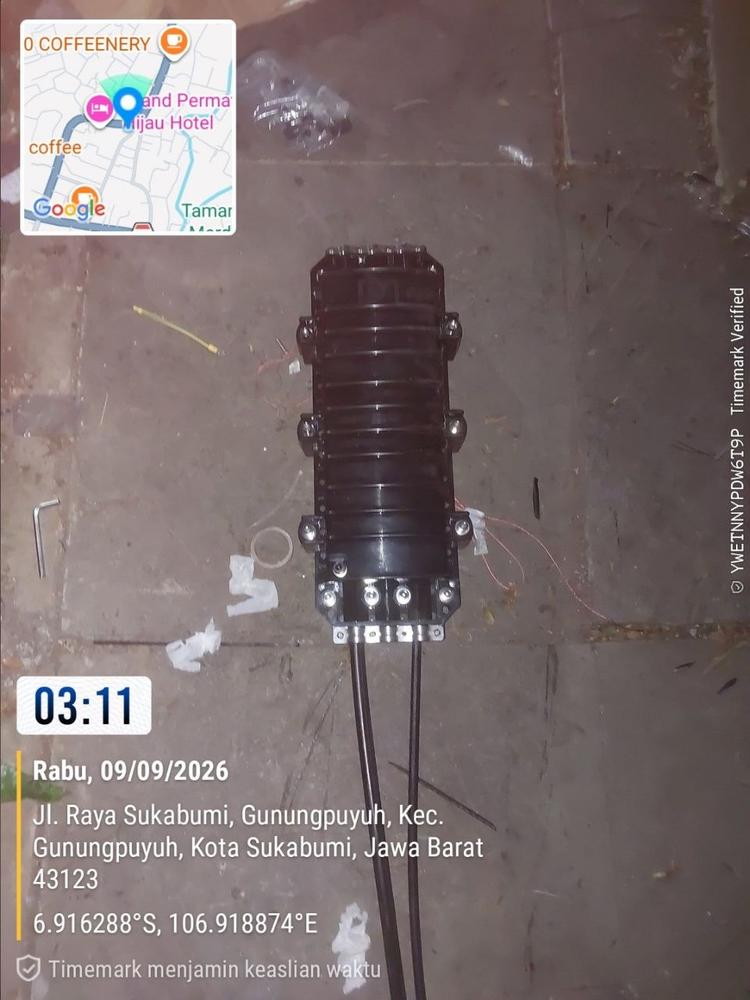 0 COFFEENERY
and Perma
ijau Hotel
coffee
Google
Tamar
03:11
Rabu, 09/09/2026
Jl. Raya Sukabumi, Gunungpuyuh, Kec.
Gunungpuyuh, Kota Sukabumi, Jawa Barat
43123
6.916288°S, 106.918874°E
Timemark menjamin keaslian waktu
YWEINNYPDW6T9P Timemark Verified